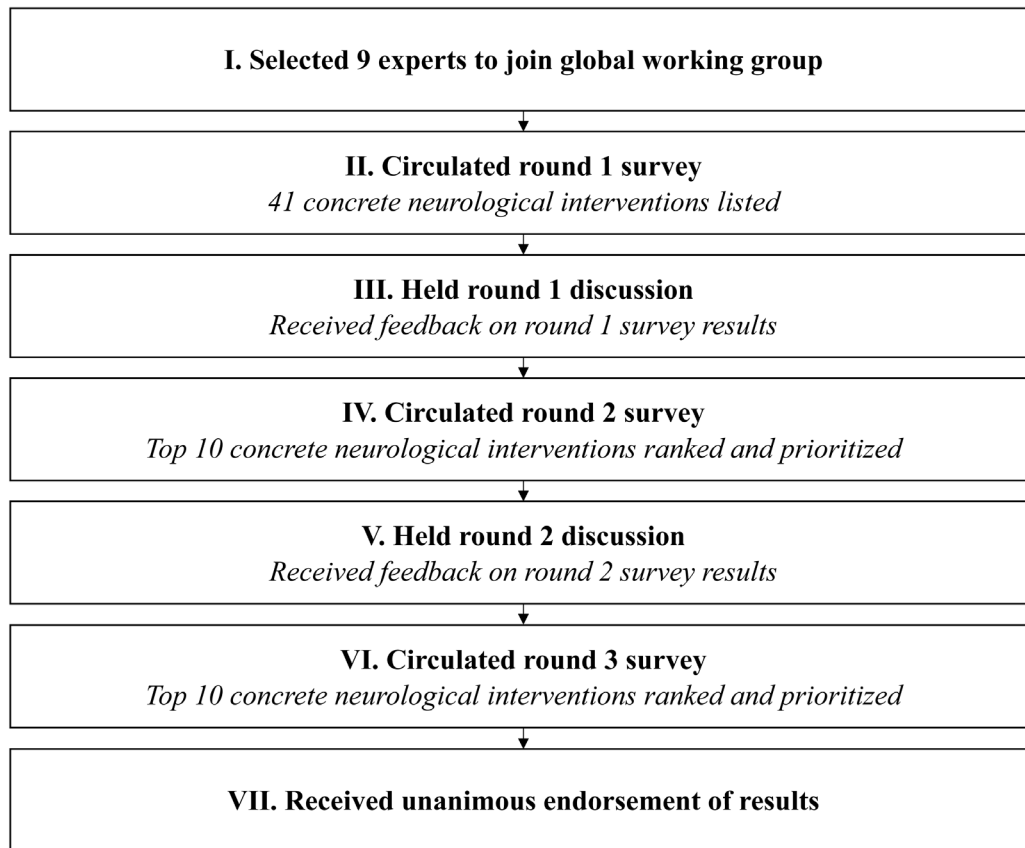 I. Selected 9 experts to join global working group
II. Circulated round 1 survey
41 concrete neurological interventions listed
III. Held round 1 discussion
Received feedback on round 1 survey results
IV. Circulated round 2 survey
Top 10 concrete neurological interventions ranked and prioritized
V. Held round 2 discussion
Received feedback on round 2 survey results
VI. Circulated round 3 survey
Top 10 concrete neurological interventions ranked and prioritized
VII. Received unanimous endorsement of results